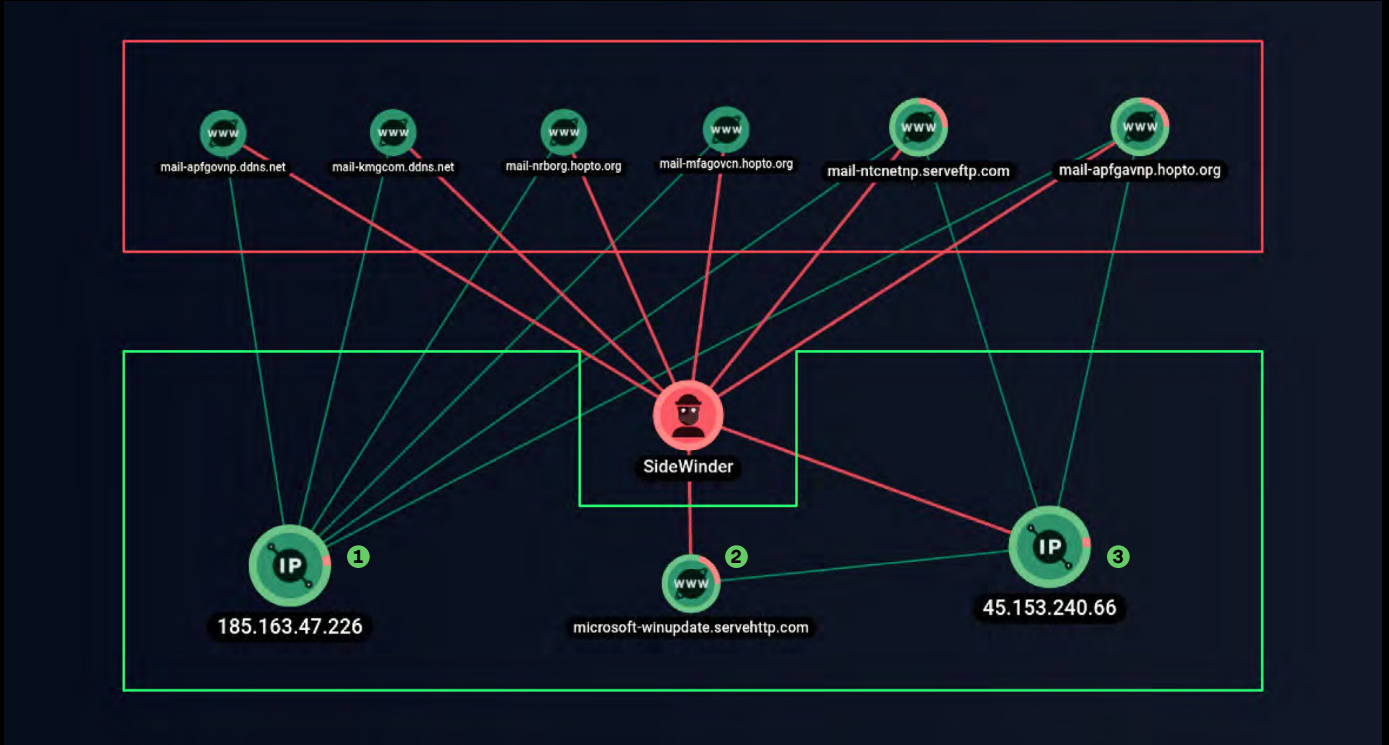 www
www
www
www
www
www
mail-apfgovnp.ddns.net
mail-kmgcom.ddns.net
mail-nrborg.hopto.org
mail-mfagovcn.hopto.org
mail-ntcnetnp.serveftp.com
mail-apfgavnp.hopto.org
SideWinder
IP
1
185.163.47.226
www
2
microsoft-winupdate.servehttp.com
IP
3
45.153.240.66